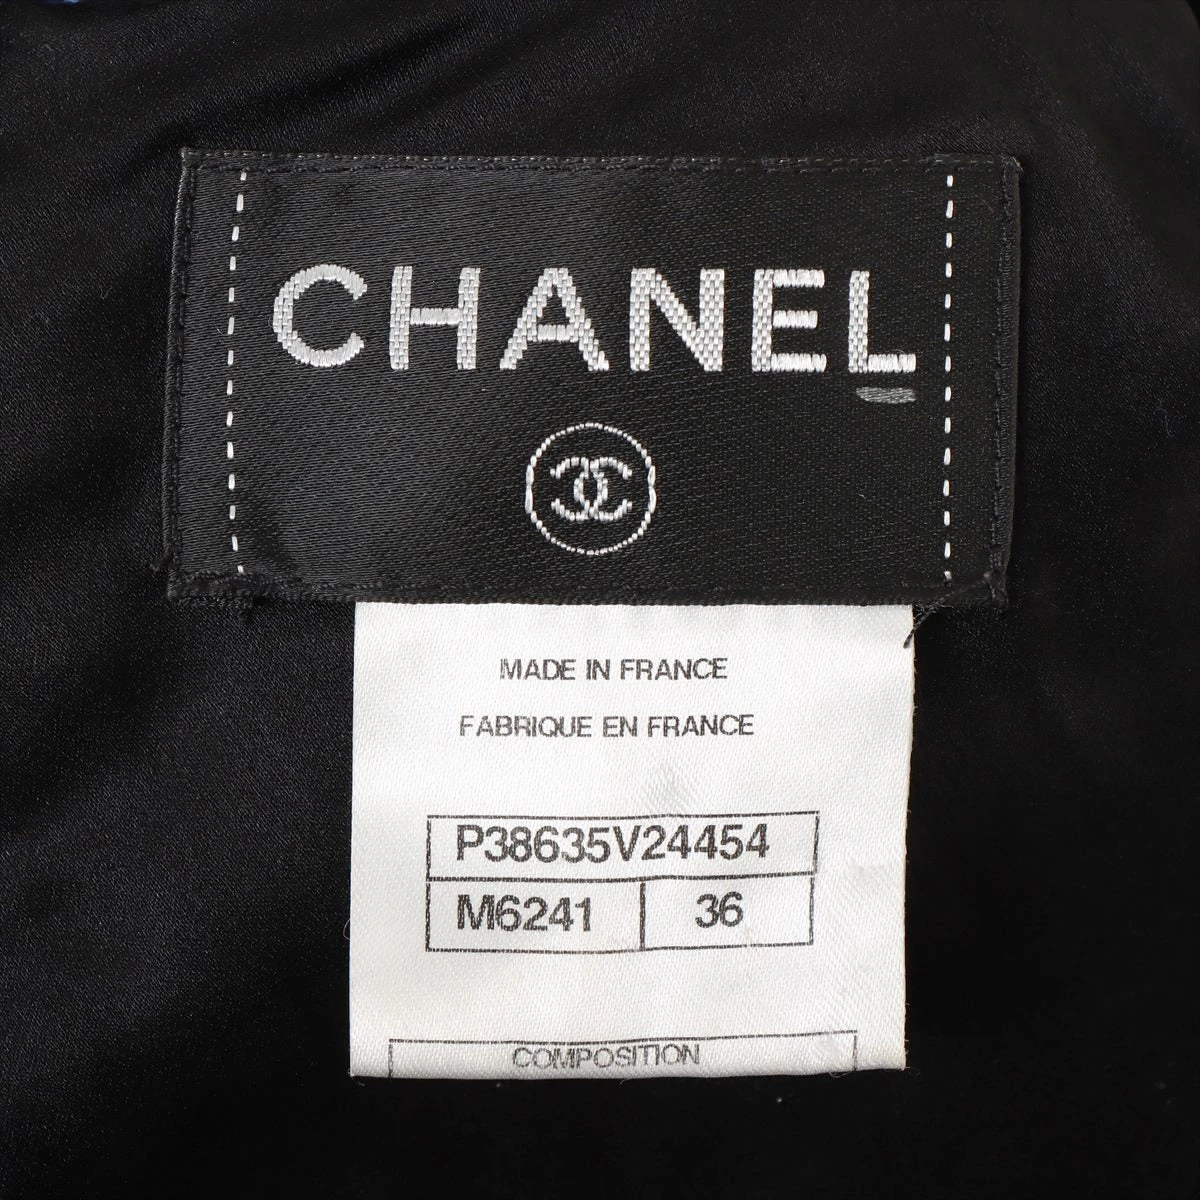 CHANEL
MADE IN FRANCE
FABRIQUE EN FRANCE
P38635V24454
M6241 36
COMPOSITION